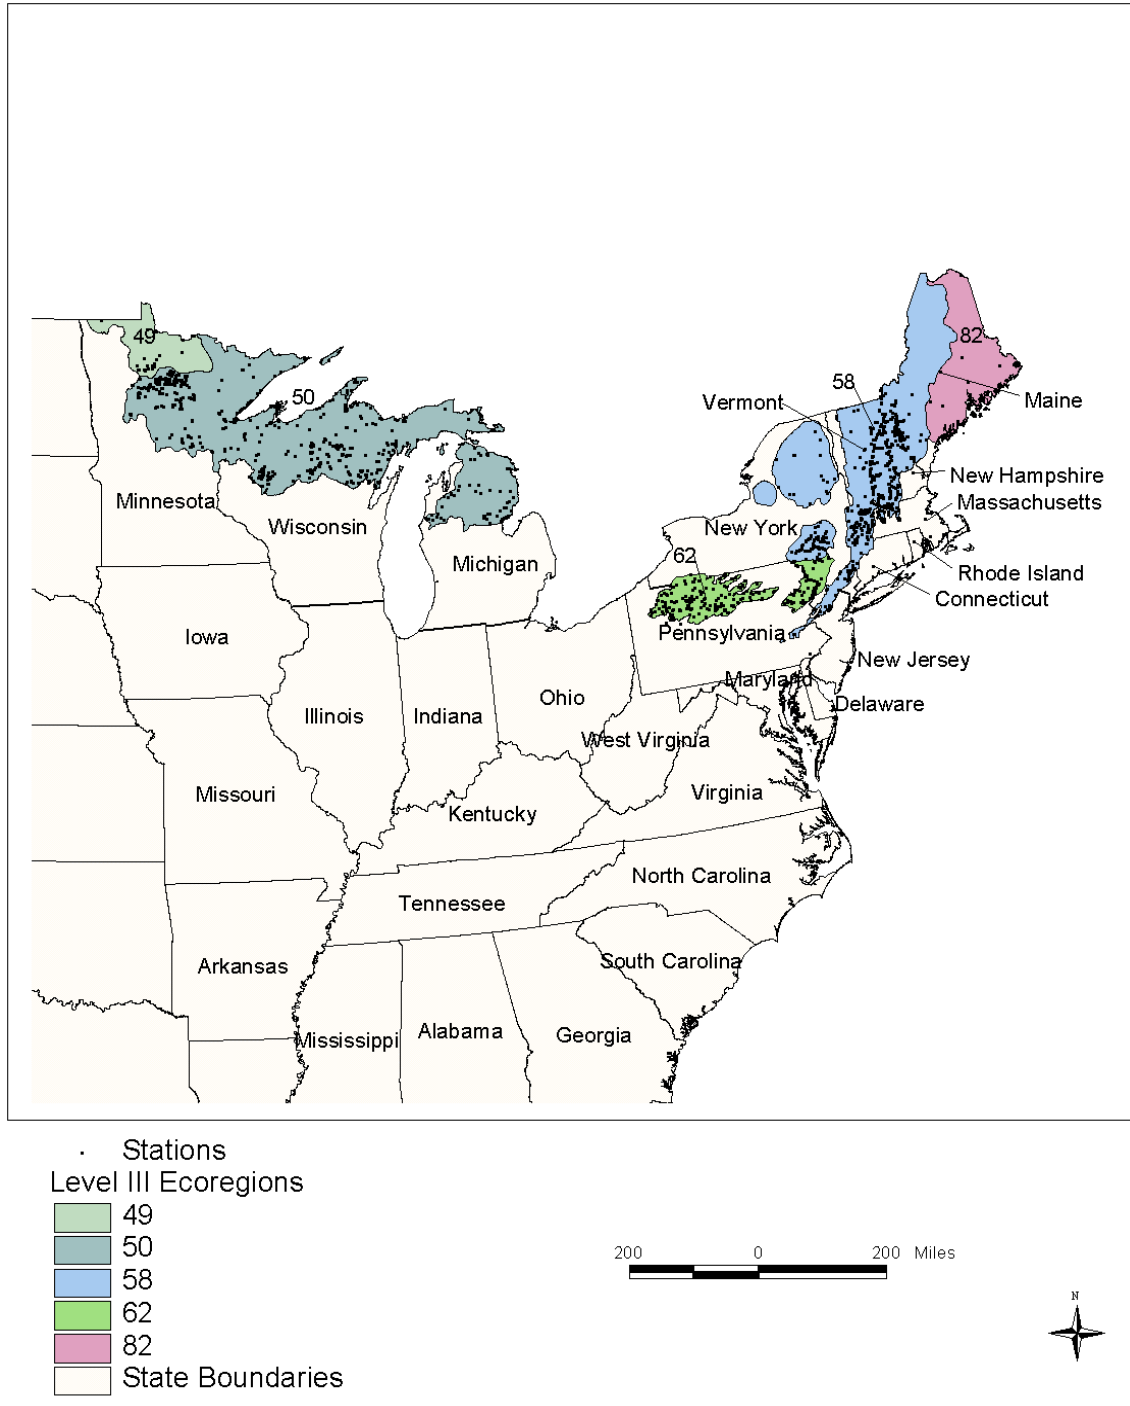 49
82
50
58
Vermont
Maine
New Hampshire
Minnesota
Massachusetts
Wisconsin
New York
62
Michigan
Rhode Island
Connecticut
Iowa
Pennsylvania
New Jersey
Maryland
Ohio
Delaware
Illinois
Indiana
West Virginia
Missouri
Virginia
Kentucky
North Carolina
Tennessee
Arkansas
South Carolina
Mississippi
Alabama
Georgia
Stations
Level III Ecoregions
49
50
58
62
82
State Boundaries
200 0 200 Miles
N